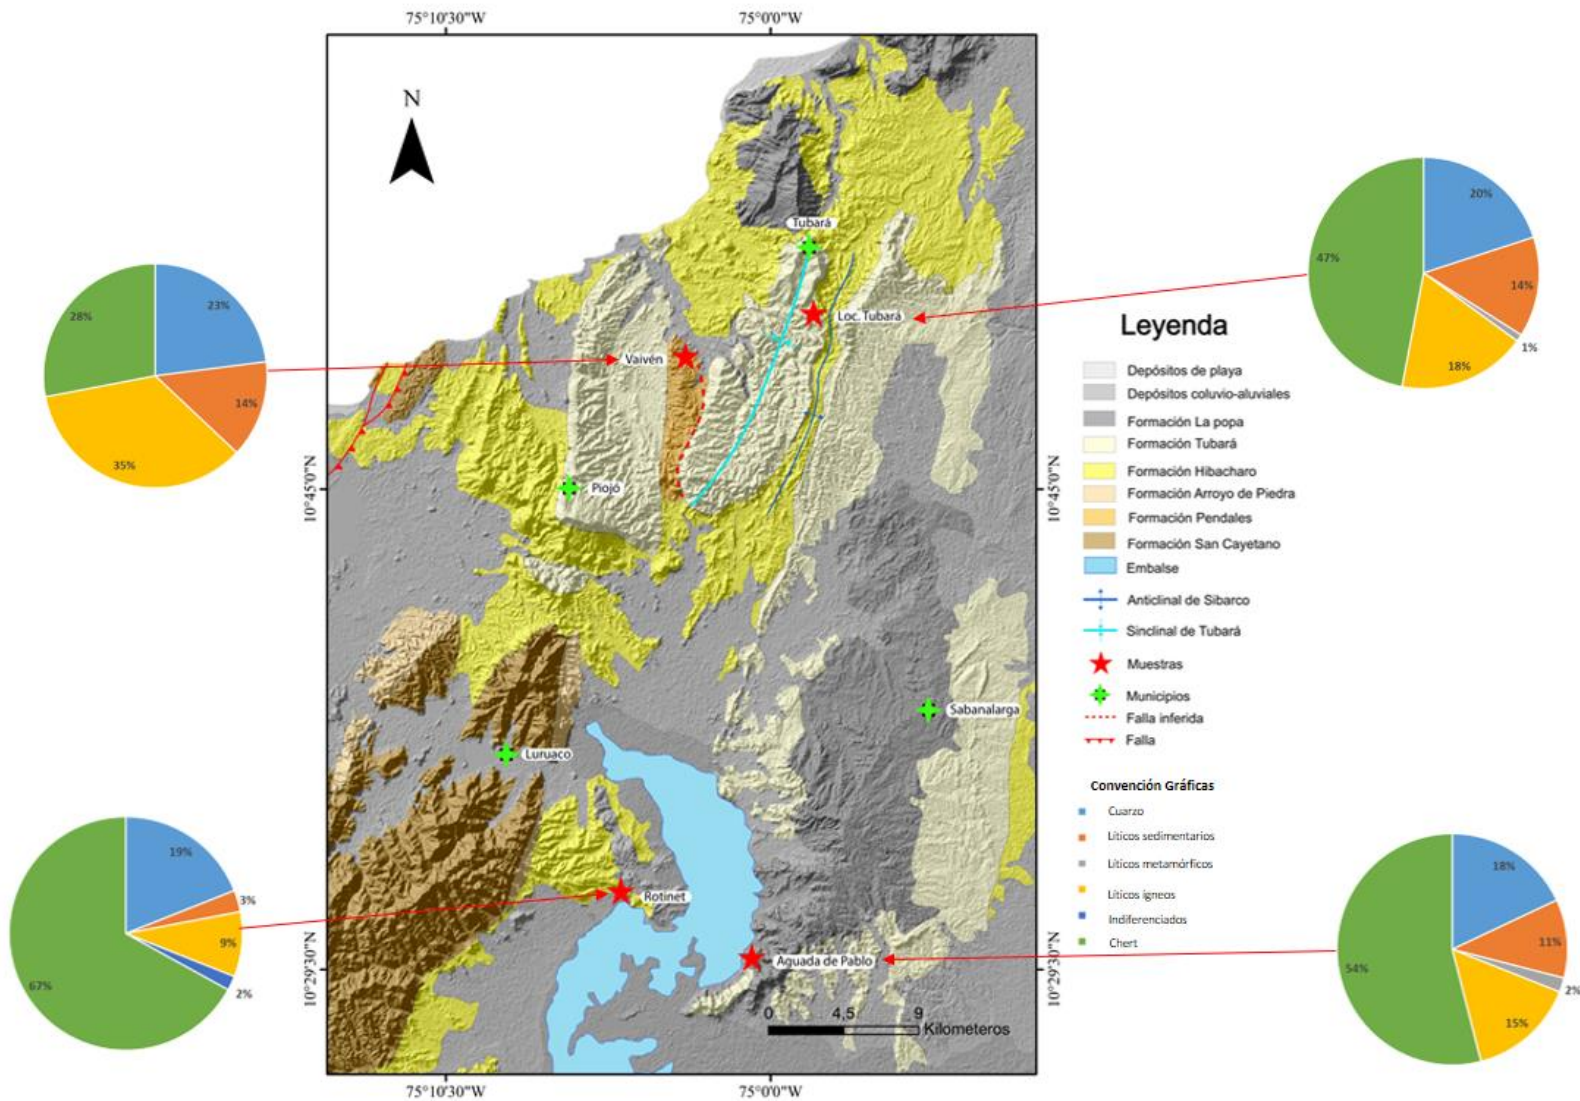 75°10'30"W
75°0'0"W
N
Tubará
20%
47%
14%
1%
18%
23%
28%
14%
35%
Loc. Tubará
Vaivén
Piojó
10°45'0"N
10°45'0"N
Leyenda
Depósitos de playa
Depósitos coluvio-aluviales
Formación La popa
Formación Tubará
Formación Hibacharo
Formación Arroyo de Piedra
Formación Pendales
Formación San Cayetano
Embalse
Anticlinal de Sibarco
Sinclinal de Tubará
Muestras
Municipios
Falla inferida
Falla
Sabanalarga
Luruaco
Convención Gráficas
Cuarzo
Líticos sedimentarios
Líticos metamórficos
Líticos ígneos
Indiferenciados
Chert
19%
3%
9%
2%
67%
Rotinet
Aguada de Pablo
18%
11%
2%
15%
54%
10°29'30"N
10°29'30"N
0 4,5 9
Kilometeros
75°10'30"W
75°0'0"W